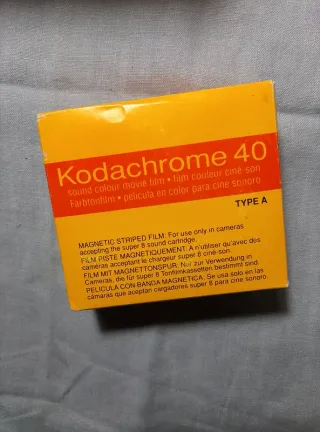 Kodachrome 40
sound colour movie film • film couleur ciné son
Farbtonfilm • película en color para cine sonoro
TYPE A
MAGNETIC STRIPED FILM. For use only in cameras
accepting the super 8 sound cartridge.
FILM PISTE MAGNETIQUEMENT. A n'utiliser qu'avec des
caméras acceptant le chargeur super 8 ciné-son.
FILM MIT MAGNETTONSPUR. Nur zur Verwendung in
Cameras, die für super 8 Tonfilmkassetten bestimmt sind.
PELICULA CON BANDA MAGNETICA. Se usa solo en las
cámaras que aceptan cargadores super 8 para cine sonoro.